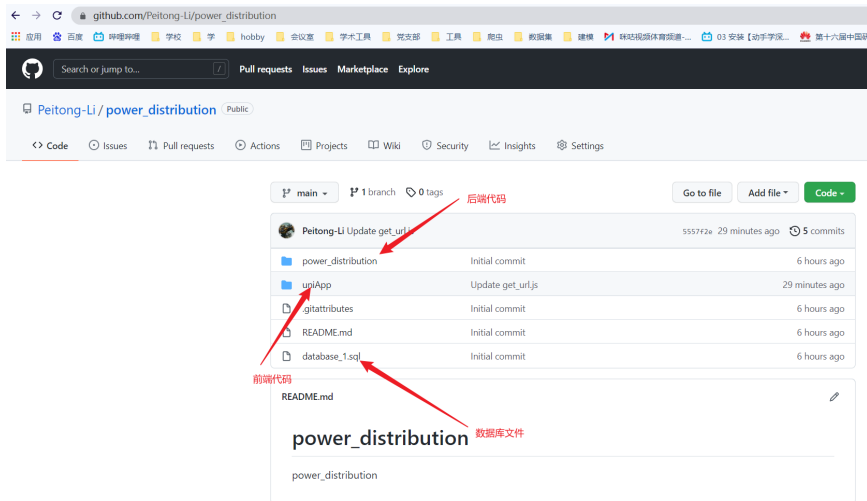 github.com/Peitong-Li/power_distribution
应用 百度 哔哩哔哩 学校 学 hobby 会议室 学术工具 党支部 工具 爬虫 数据集 建模 咪咕视频体育频道-... 03 安装【动手学深... 第十六届中国研
Search or jump to... / Pull requests Issues Marketplace Explore
Peitong-Li / power_distribution Public
Code Issues Pull requests Actions Projects Wiki Security Insights Settings
main 1 branch 0 tags Go to file Add file Code
后端代码
Peitong-Li Update get_url.js 5557f2e 29 minutes ago 5 commits
power_distribution Initial commit 6 hours ago
uniApp Update get_url.js 29 minutes ago
.gitattributes Initial commit 6 hours ago
README.md Initial commit 6 hours ago
database_1.sql Initial commit 6 hours ago
前端代码
README.md
数据库文件
power_distribution
power_distribution